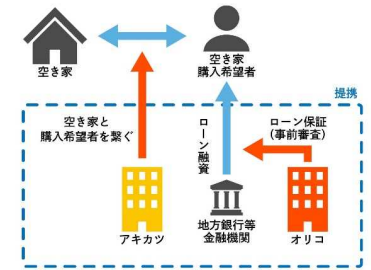 空き家
空き家
購入希望者
提携
空き家と
購入希望者を繋ぐ
ローン融資
ローン保証
（事前審査）
アキカツ
地方銀行等
金融機関
オリコ